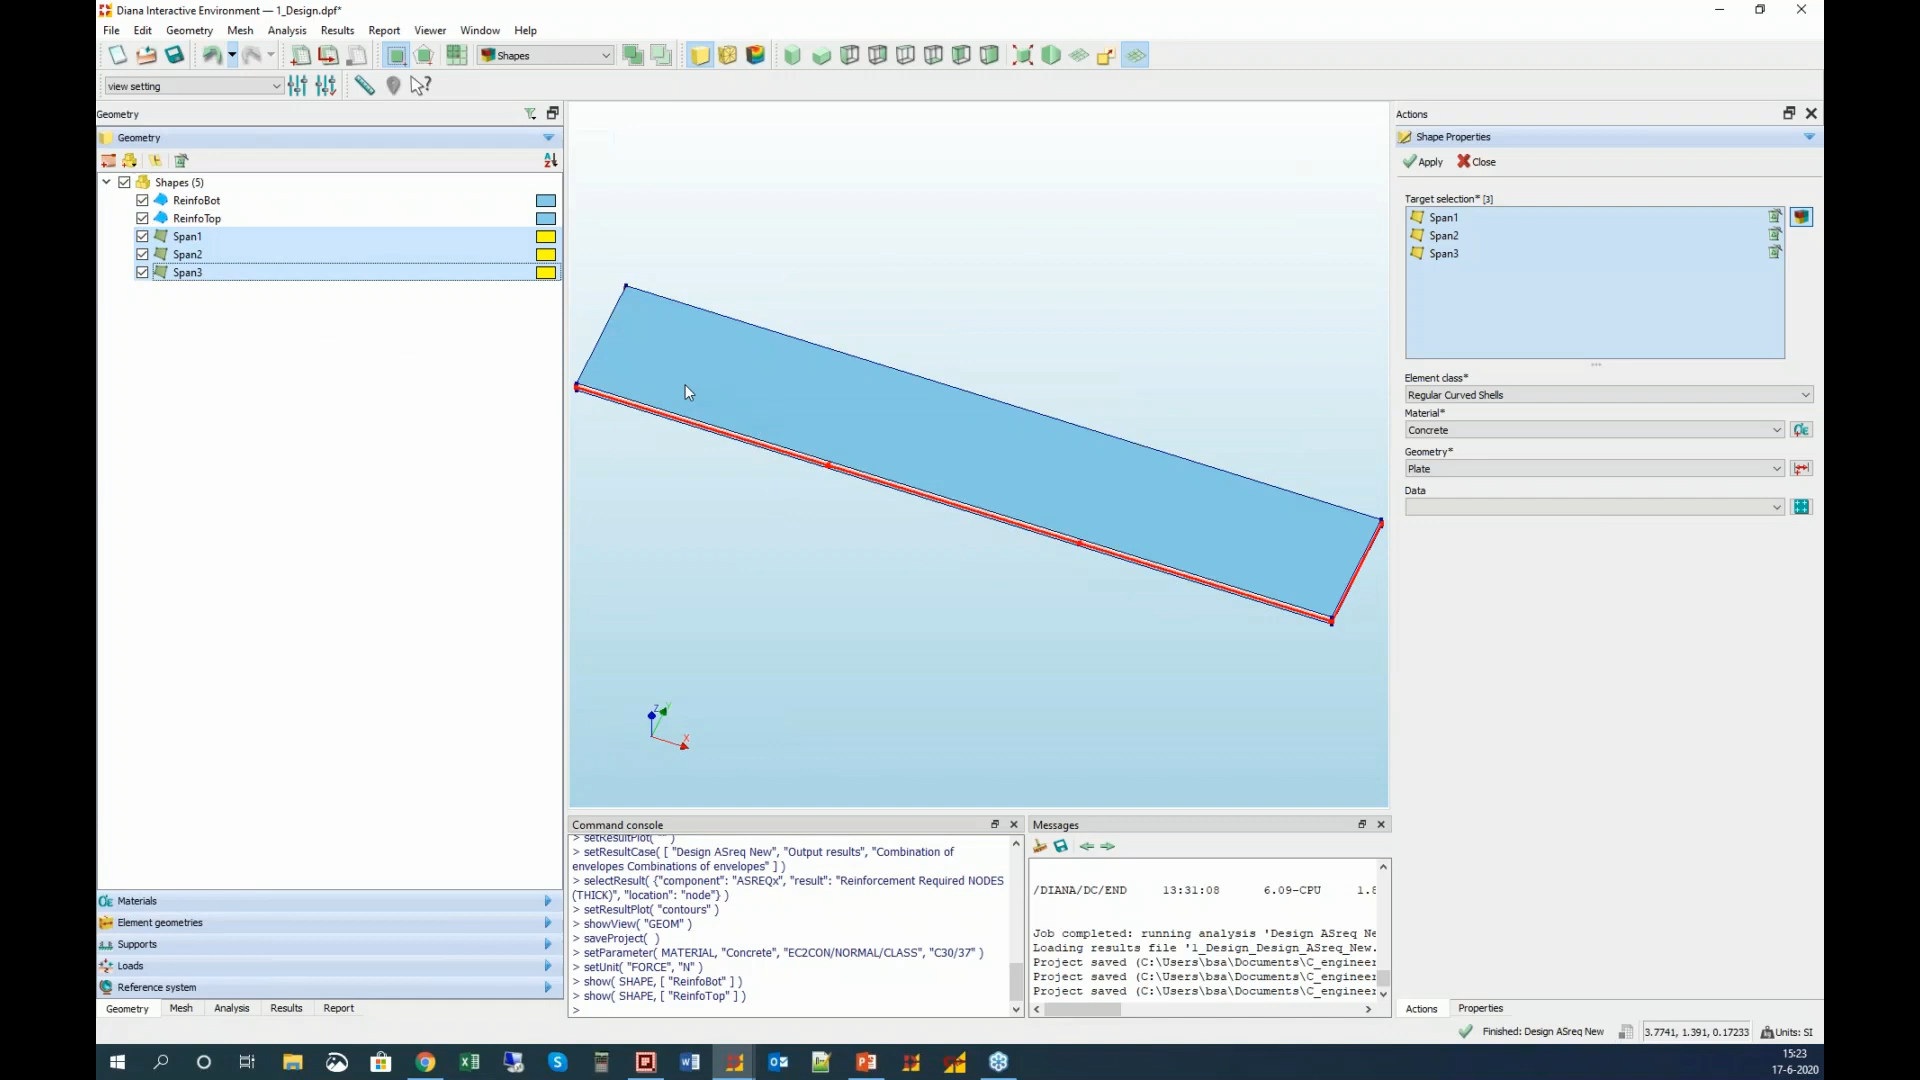 Diana Interactive Environment — 1_Design.dpf*
File Edit Geometry Mesh Analysis Results Report Viewer Window Help
Shapes
view setting
Geometry
Geometry
Shapes (5)
ReinfoBot
ReinfoTop
Span1
Span2
Span3
Materials
Element geometries
Supports
Loads
Reference system
Geometry Mesh Analysis Results Report
Z
Y
X
Command console
> setResultPlot( "" )
> setResultCase( [ "Design ASreq New", "Output results", "Combination of
envelopes Combinations of envelopes" ] )
> selectResult( {"component": "ASREQx", "result": "Reinforcement Required NODES
(THICK)", "location": "node"} )
> setResultPlot( "contours" )
> showView( "GEOM" )
> saveProject( )
> setParameter( MATERIAL, "Concrete", "EC2CON/NORMAL/CLASS", "C30/37" )
> setUnit( "FORCE", "N" )
> show( SHAPE, [ "ReinfoBot" ] )
> show( SHAPE, [ "ReinfoTop" ] )
>
Messages
/DIANA/DC/END 13:31:08 6.09-CPU 1.8
Job completed: running analysis 'Design ASreq Ne
Loading results file '1_Design_Design_ASreq_New.
Project saved (C:\Users\bsa\Documents\C_engineer
Project saved (C:\Users\bsa\Documents\C_engineer
Project saved (C:\Users\bsa\Documents\C_engineer
Actions
Shape Properties
Apply Close
Target selection* [3]
Span1
Span2
Span3
Element class*
Regular Curved Shells
Material*
Concrete
Geometry*
Plate
Data
Actions Properties
Finished: Design ASreq New 3.7741, 1.391, 0.17233 Units: SI
15:23
17-6-2020